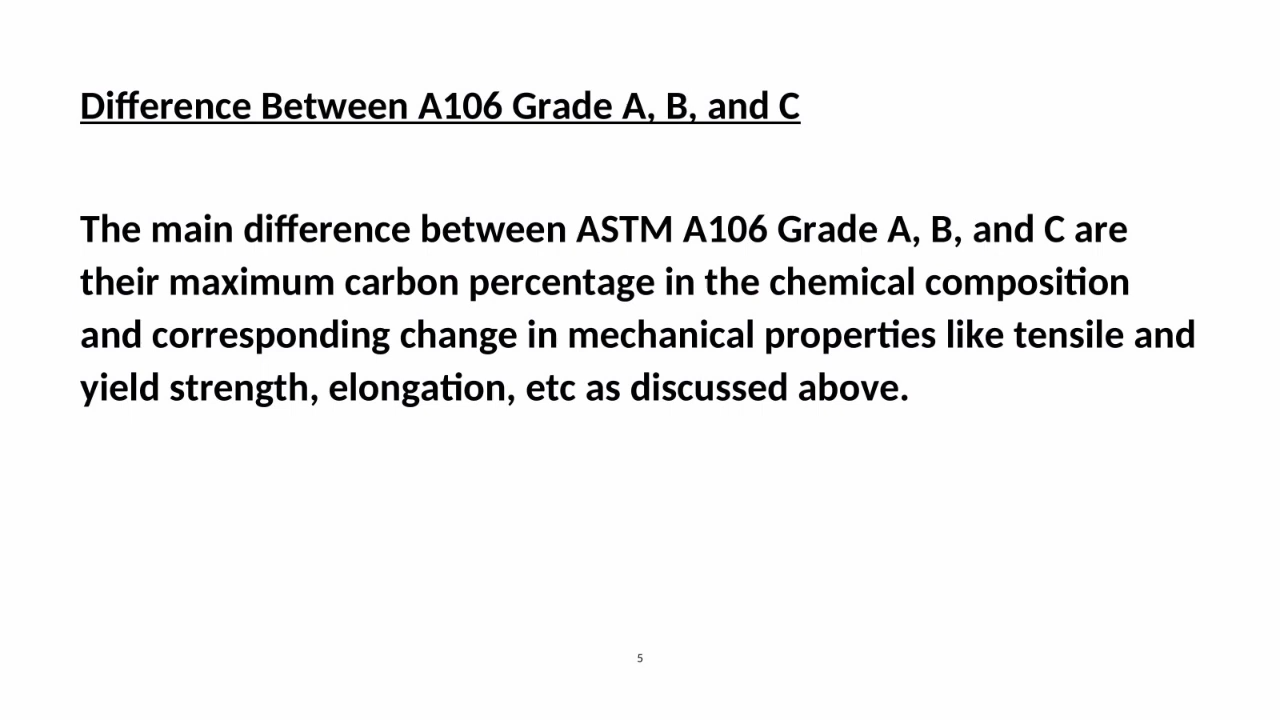 Difference Between A106 Grade A, B, and C
The main difference between ASTM A106 Grade A, B, and C are
their maximum carbon percentage in the chemical composition
and corresponding change in mechanical properties like tensile and
yield strength, elongation, etc as discussed above.
5